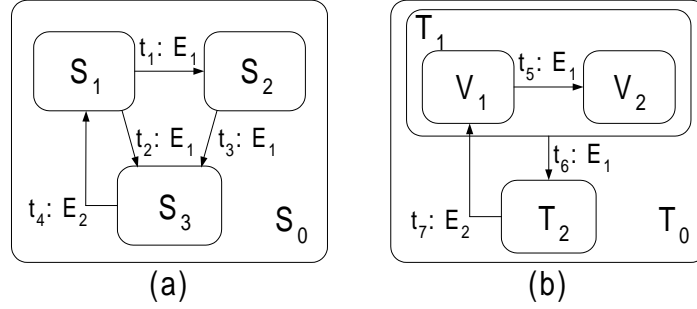 T₁
t₁: E₁
S₁
S₂
t₅: E₁
V₁
V₂
t₂: E₁
t₃: E₁
t₆: E₁
t₄: E₂
S₃
S₀
t₇: E₂
T₂
T₀
(a)
(b)